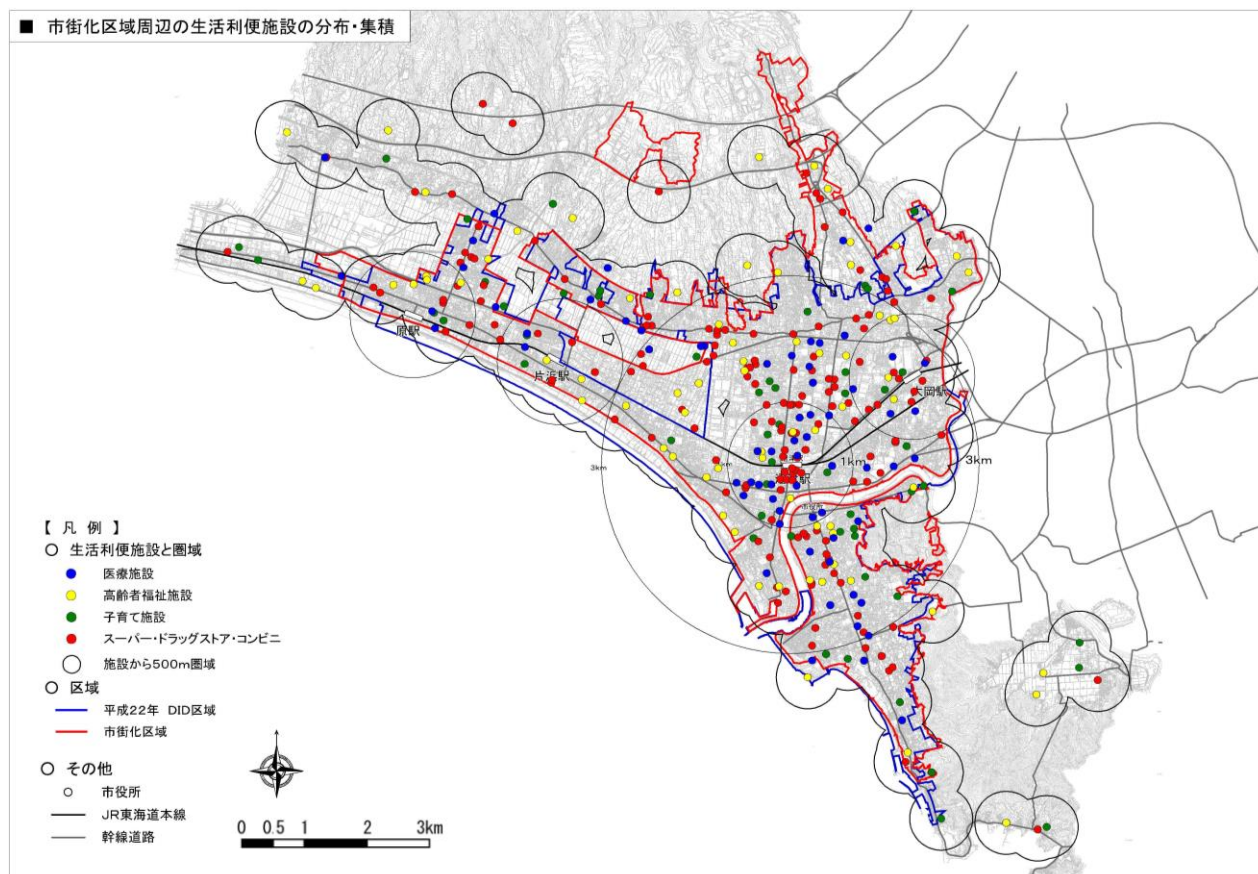 ■ 市街化区域周辺の生活利便施設の分布・集積
原駅
片浜駅
大岡駅
3km
1km
3km
市役所
【 凡 例 】
生活利便施設と圏域
医療施設
高齢者福祉施設
子育て施設
スーパー・ドラッグストア・コンビニ
施設から500m圏域
区域
平成22年 DID区域
市街化区域
その他
市役所
JR東海道本線
幹線道路
0 0.5 1 2 3km